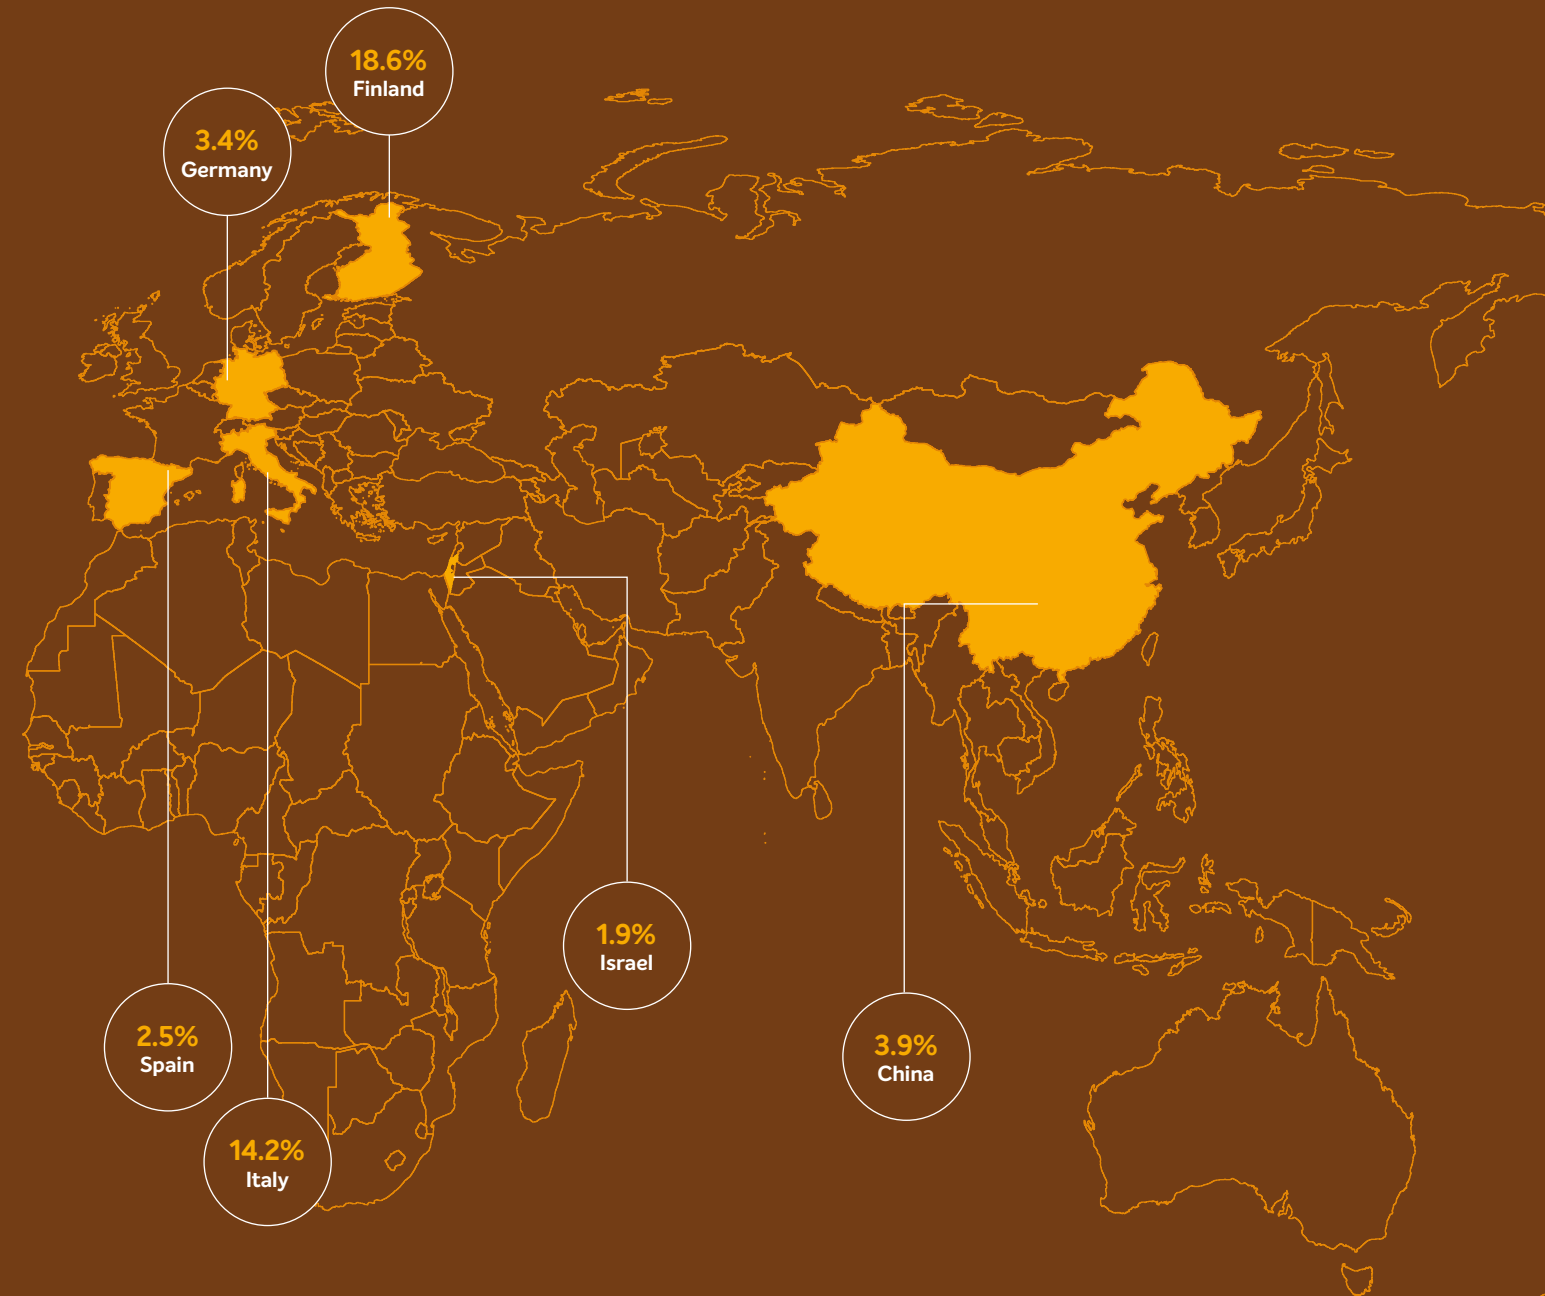 18.6%
Finland
3.4%
Germany
1.9%
Israel
2.5%
Spain
3.9%
China
14.2%
Italy